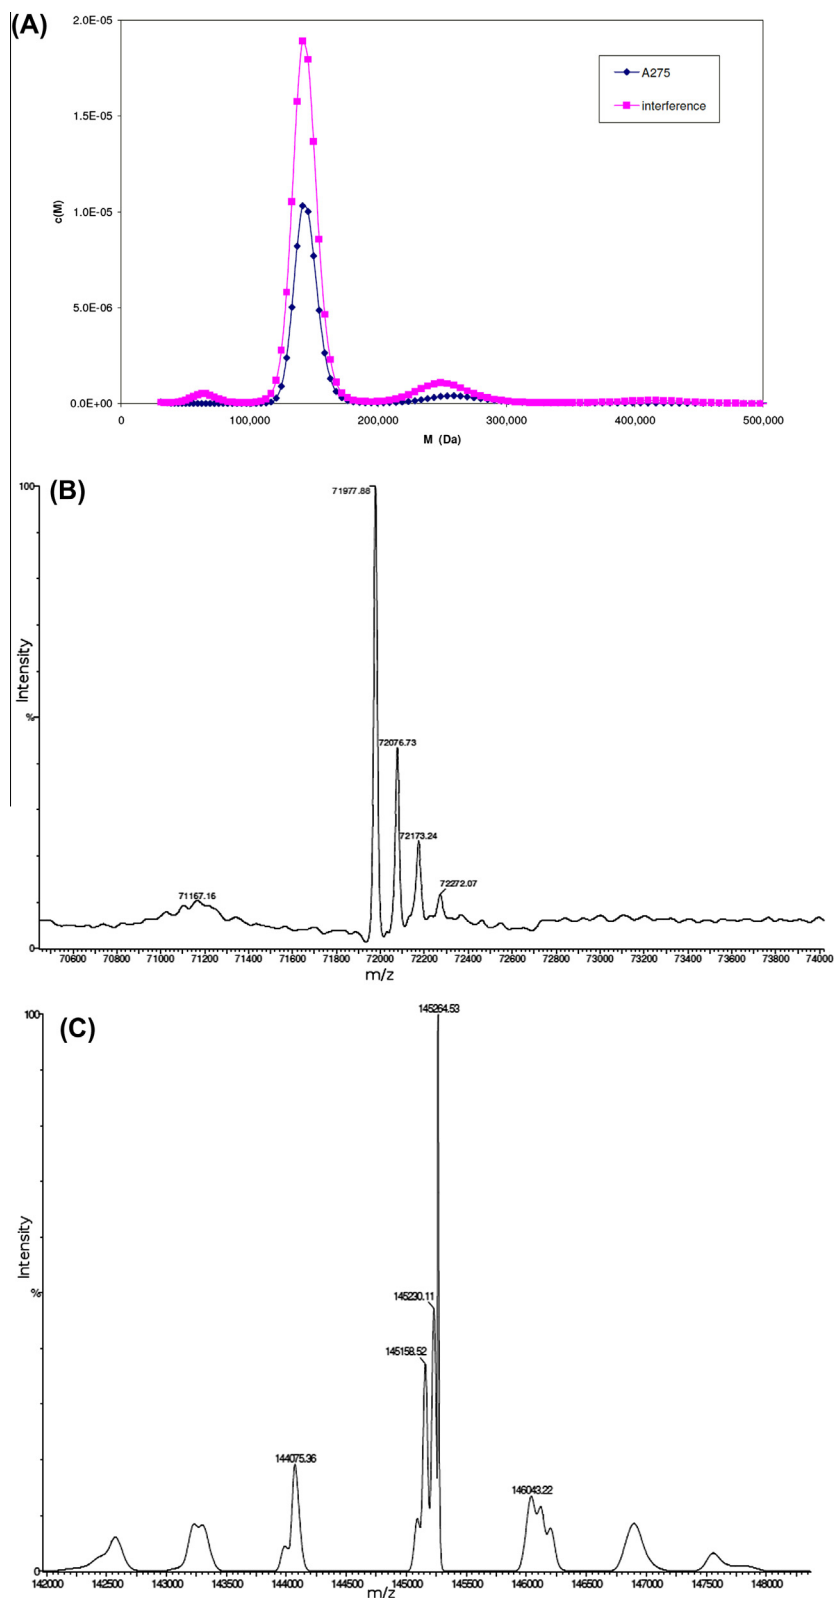 (A)
2.0E-05
1.5E-05
1.0E-05
5.0E-06
0.0E+00
c(M)
A275
interference
0 100,000 200,000 300,000 400,000 500,000
M (Da)
(B)
100
%
0
Intensity
71977.88
72076.73
72173.24
72272.07
71167.16
70600 70800 71000 71200 71400 71600 71800 72000 72200 72400 72600 72800 73000 73200 73400 73600 73800 74000
m/z
(C)
100
%
0
Intensity
145264.53
145230.11
145158.52
144075.36
146043.22
142000 142500 143000 143500 144000 144500 145000 145500 146000 146500 147000 147500 148000
m/z